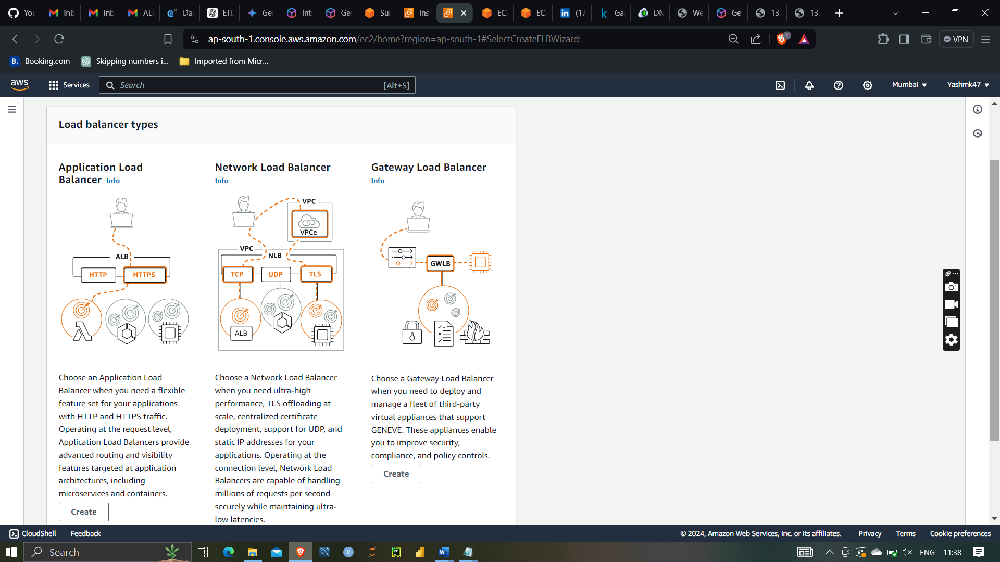 You
Inb
Inb
ALL
Das
ETL
Ge
Int
Ge
Sul
Ins
EC
EC
(17
Ga
DN
We
Ge
13.
13.
ap-south-1.console.aws.amazon.com/ec2/home?region=ap-south-1#SelectCreateELBWizard:
1
VPN
B. Booking.com
Skipping numbers i...
Imported from Micr...
aws
Services
Search
[Alt+S]
Mumbai
Yashmk47
Load balancer types
Application Load
Balancer Info
ALB
HTTP
HTTPS
Choose an Application Load
Balancer when you need a flexible
feature set for your applications
with HTTP and HTTPS traffic.
Operating at the request level,
Application Load Balancers provide
advanced routing and visibility
features targeted at application
architectures, including
microservices and containers.
Create
Network Load Balancer
Info
VPC
VPCe
VPC
NLB
TCP
UDP
TLS
ALB
Choose a Network Load Balancer
when you need ultra-high
performance, TLS offloading at
scale, centralized certificate
deployment, support for UDP, and
static IP addresses for your
applications. Operating at the
connection level, Network Load
Balancers are capable of handling
millions of requests per second
securely while maintaining ultra-
low latencies.
Gateway Load Balancer
Info
GWLB
Choose a Gateway Load Balancer
when you need to deploy and
manage a fleet of third-party
virtual appliances that support
GENEVE. These appliances enable
you to improve security,
compliance, and policy controls.
Create
CloudShell
Feedback
© 2024, Amazon Web Services, Inc. or its affiliates.
Privacy
Terms
Cookie preferences
Search
ENG
11:38